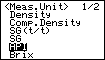 <Meas.Unit> 1/2
Density
Comp.Density
SG(t/t)
SG
API
Brix